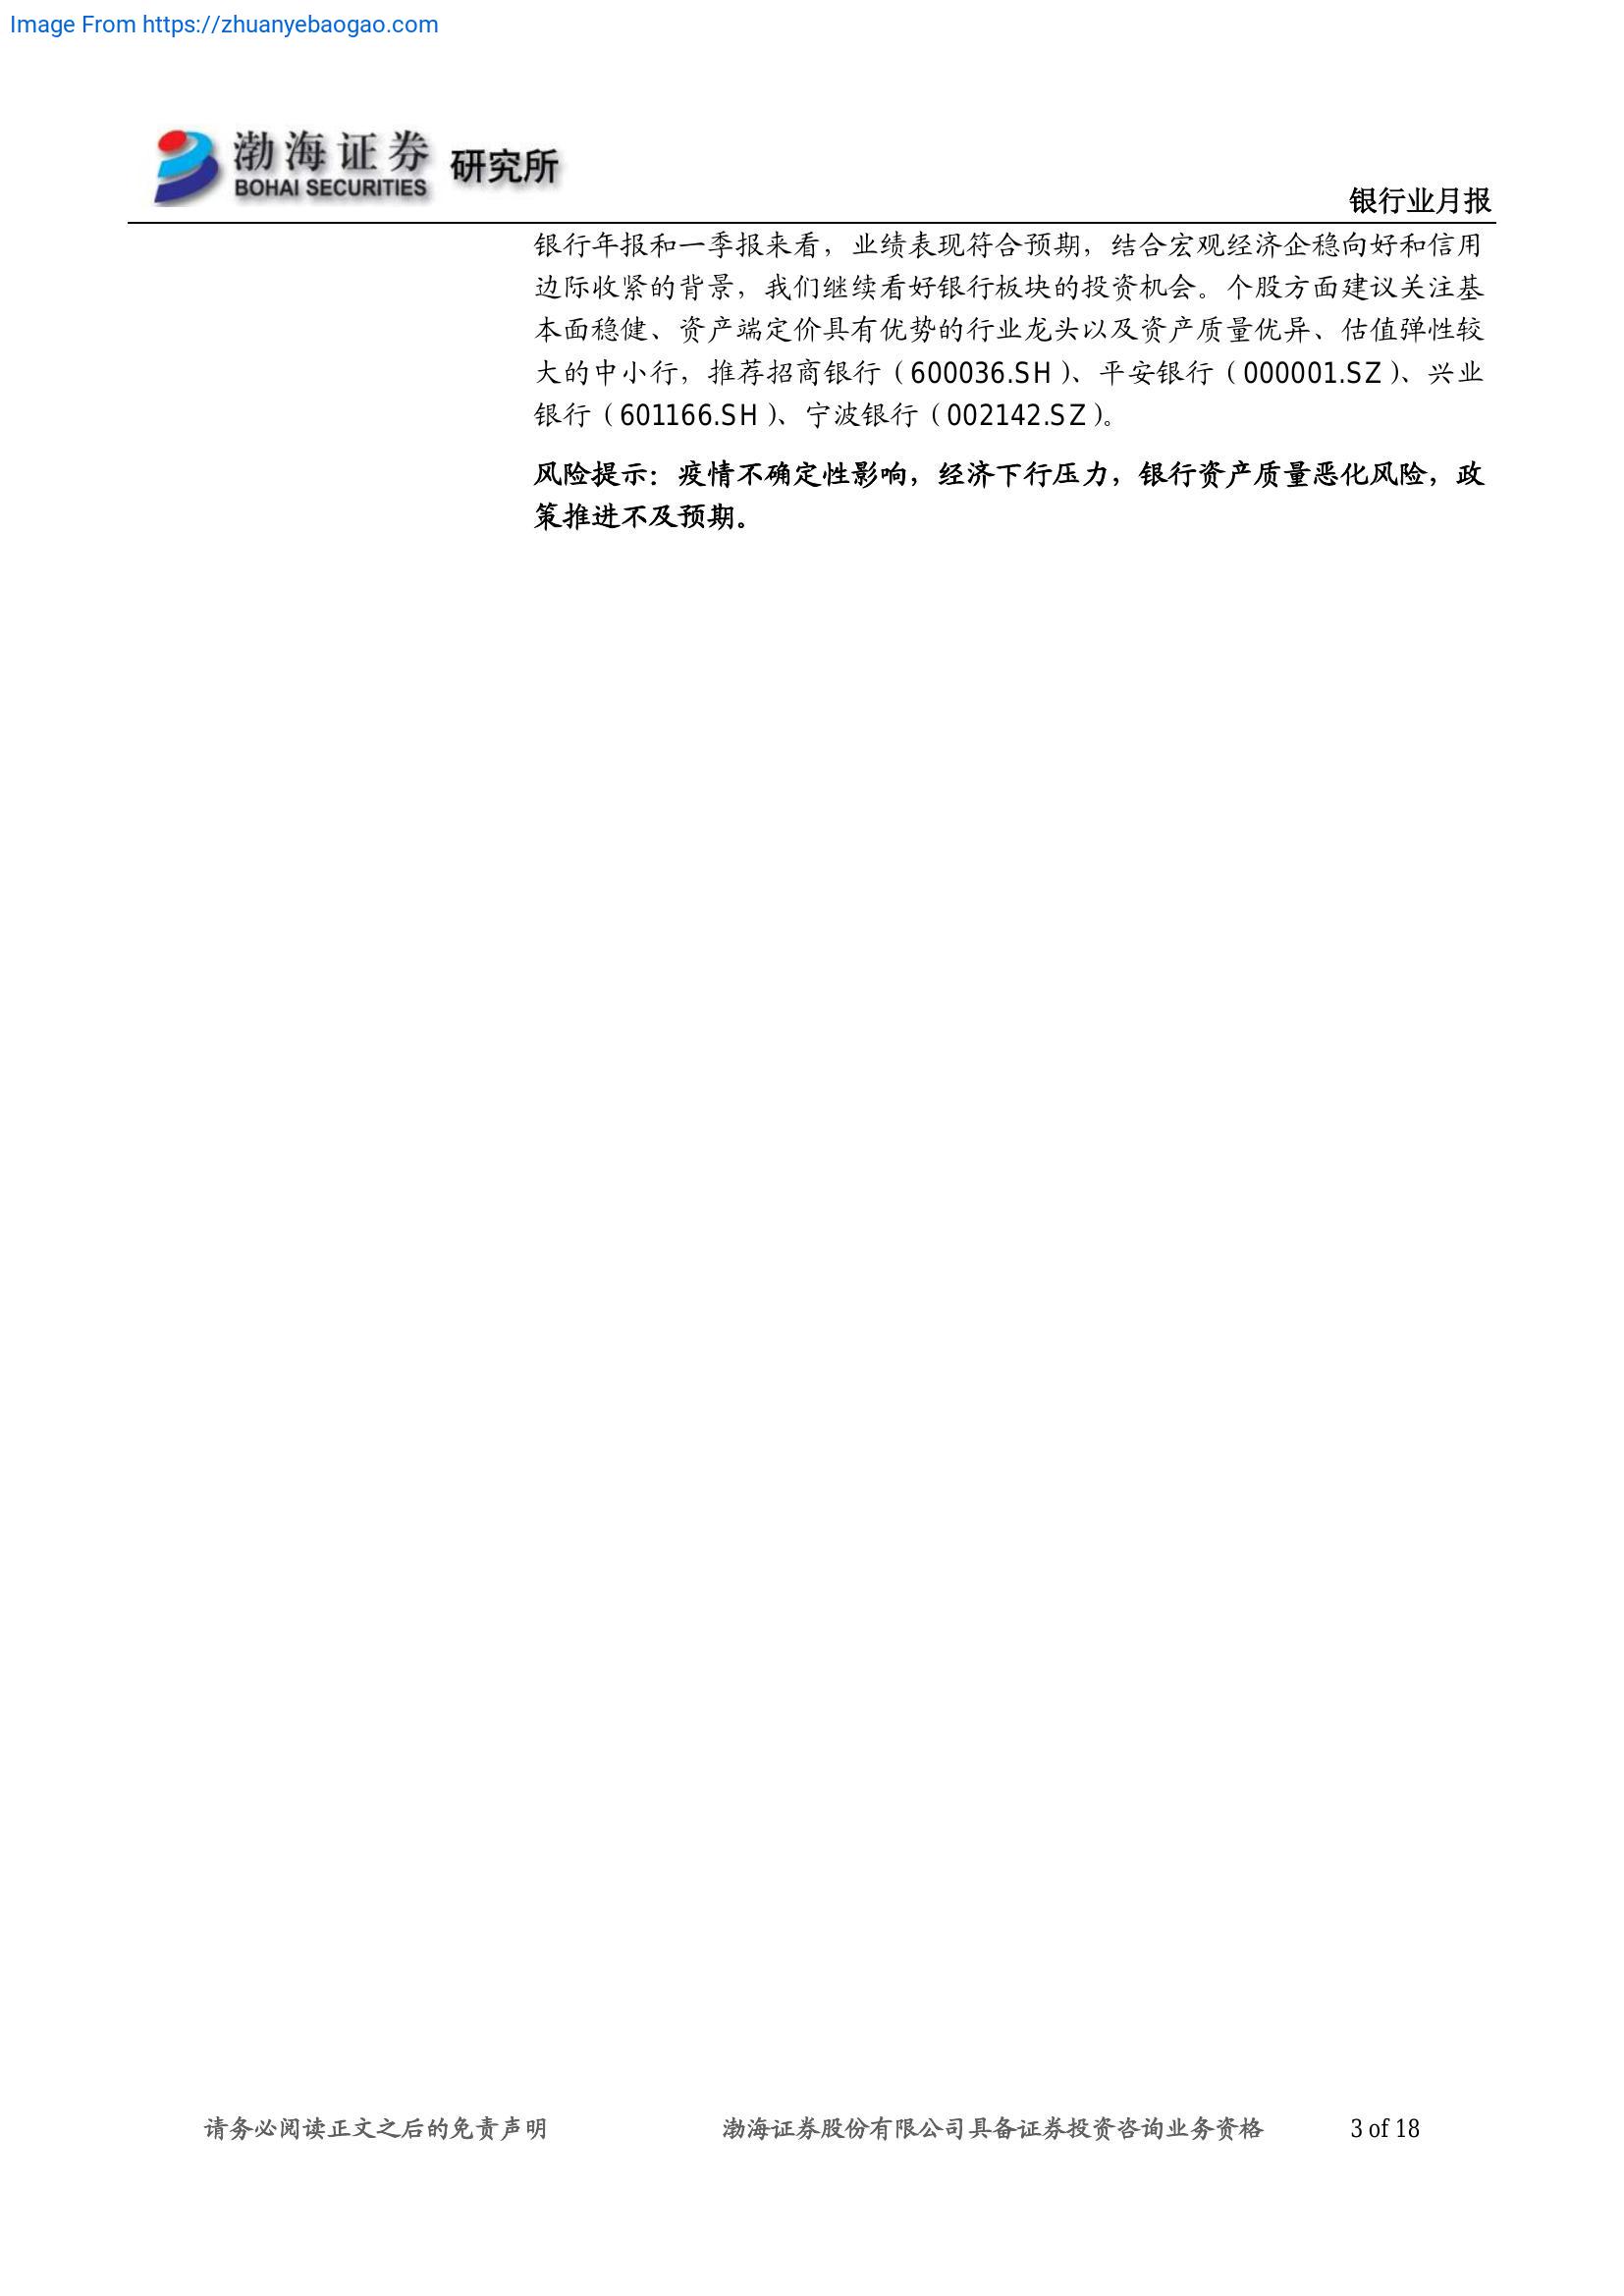 Image From https://zhuanyebaogao.com
渤海证券 研究所
BOHAI SECURITIES
银行业月报
银行年报和一季报来看，业绩表现符合预期，结合宏观经济企稳向好和信用
边际收紧的背景，我们继续看好银行板块的投资机会。个股方面建议关注基
本面稳健、资产端定价具有优势的行业龙头以及资产质量优异、估值弹性较
大的中小行，推荐招商银行（600036.SH）、平安银行（000001.SZ）、兴业
银行（601166.SH）、宁波银行（002142.SZ）。
风险提示：疫情不确定性影响，经济下行压力，银行资产质量恶化风险，政
策推进不及预期。
请务必阅读正文之后的免责声明 渤海证券股份有限公司具备证券投资咨询业务资格 3 of 18